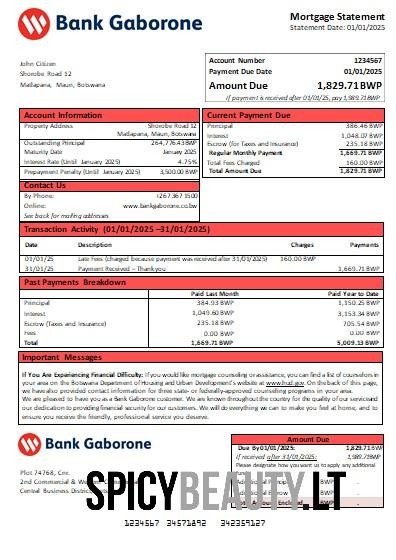 Bank Gaborone
Mortgage Statement
Statement Date: 01/01/2025
John Citizen
Shorobe Road 12
Matlapana, Maun, Botswana
Account Number 1234567
Payment Due Date 01/01/2025
Amount Due 1,829.71 BWP
If payment is received after 01/01/25, pay 1,989.71BWP
Account Information
Property Address Shorobe Road 12
Matlapana, Maun, Botswana
Outstanding Principal 264,776.43BWP
Maturity Date January 2025
Interest Rate (Until January 2025) 4.75%
Prepayment Penalty (Until January 2025) 3,500.00 BWP
Contact Us
By Phone: +267 367 1500
Online: www.bankgaborone.co.bw
See back for mailing addresses
Current Payment Due
Principal 386.46 BWP
Interest 1,048.07 BWP
Escrow (for Taxes and Insurance) 235.18 BWP
Regular Monthly Payment 1,669.71 BWP
Total Fees Charged 160.00 BWP
Total Amount Due 1,829.71 BWP
Transaction Activity (01/01/2025 –31/01/2025)
Date Description Charges Payments
01/01/25 Late Fees (charged because payment was received after 31/01/2025) 160.00 BWP
31/01/25 Payment Received – Thank you 1,669.71 BWP
Past Payments Breakdown
Paid Last Month Paid Year to Date
Principal 384.93 BWP 1,150.25 BWP
Interest 1,049.60 BWP 3,153.34 BWP
Escrow (Taxes and Insurance) 235.18 BWP 705.54 BWP
Fees 0.00 BWP 0.00 BWP
Total 1,669.71 BWP 5,009.13 BWP
Important Messages
If You Are Experiencing Financial Difficulty: If you would like mortgage counseling or assistance, you can find a list of counselors in
your area on the Botswana Department of Housing and Urban Development's website at www.hud.gov. On the back of this page,
we have also provided contact information for three state- or federally-approved counseling programs in your area.
We are pleased to have you as a Bank Gaborone customer. We are known throughout the country for the quality of our service and
our dedication to providing financial security for our customers. We will do everything we can to make you feel at home, and to
ensure you receive the friendly, professional service you deserve.
Bank Gaborone
Plot 74768, Cnr.
2nd Commercial &
Central Business
Amount Due
Due By 01/01/25: 1,829.71 BWP
If received after 31/01/25: 1,989.71BWP
Please designate how you want us to apply any additional
SPICYBEAUTY.LT
1234567 34571892 342359127